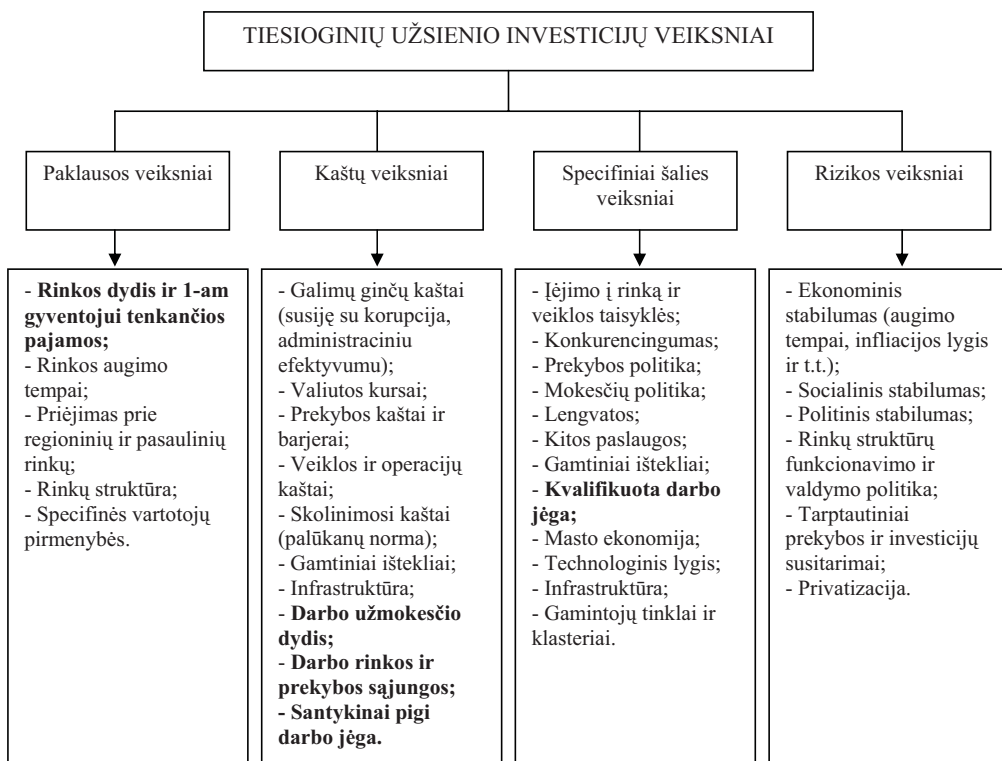 TIESIOGINIŲ UŽSIENIO INVESTICIJŲ VEIKSNIAI
Paklausos veiksniai
Kaštų veiksniai
Specifiniai šalies
veiksniai
Rizikos veiksniai
- Rinkos dydis ir 1-am
gyventojui tenkančios
pajamos;
- Rinkos augimo
tempai;
- Priėjimas prie
regioninių ir pasaulinių
rinkų;
- Rinkų struktūra;
- Specifinės vartotojų
pirmenybės.
- Galimų ginčų kaštai
(susiję su korupcija,
administraciniu
efektyvumu);
- Valiutos kursai;
- Prekybos kaštai ir
barjerai;
- Veiklos ir operacijų
kaštai;
- Skolinimosi kaštai
(palūkanų norma);
- Gamtiniai ištekliai;
- Infrastruktūra;
- Darbo užmokesčio
dydis;
- Darbo rinkos ir
prekybos sąjungos;
- Santykinai pigi
darbo jėga.
- Įėjimo į rinką ir
veiklos taisyklės;
- Konkurencingumas;
- Prekybos politika;
- Mokesčių politika;
- Lengvatos;
- Kitos paslaugos;
- Gamtiniai ištekliai;
- Kvalifikuota darbo
jėga;
- Masto ekonomija;
- Technologinis lygis;
- Infrastruktūra;
- Gamintojų tinklai ir
klasteriai.
- Ekonominis
stabilumas (augimo
tempai, infliacijos lygis
ir t.t.);
- Socialinis stabilumas;
- Politinis stabilumas;
- Rinkų struktūrų
funkcionavimo ir
valdymo politika;
- Tarptautiniai
prekybos ir investicijų
susitarimai;
- Privatizacija.